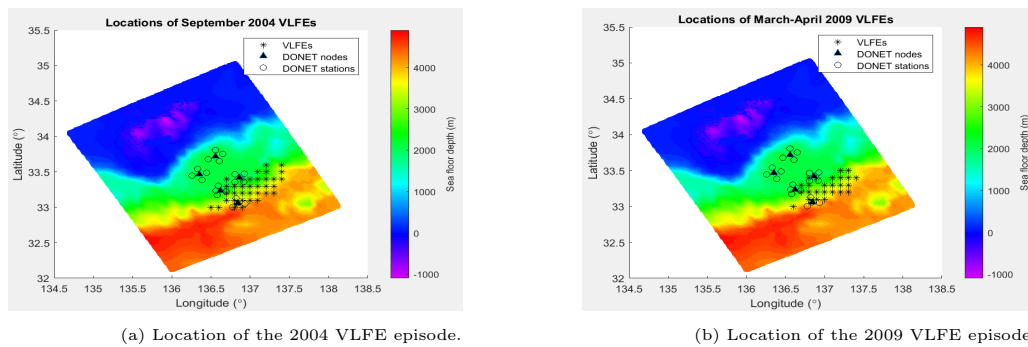 Locations of September 2004 VLFEs
35.5
35
34.5
34
33.5
33
32.5
32
134.5 135 135.5 136 136.5 137 137.5 138 138.5
Latitude (°)
Longitude (°)
VLFEs
DONET nodes
DONET stations
4000
3000
2000
1000
0
-1000
Sea floor depth (m)
(a) Location of the 2004 VLFE episode.
Locations of March-April 2009 VLFEs
35.5
35
34.5
34
33.5
33
32.5
32
134.5 135 135.5 136 136.5 137 137.5 138 138.5
Latitude (°)
Longitude (°)
VLFEs
DONET nodes
DONET stations
4000
3000
2000
1000
0
-1000
Sea floor depth (m)
(b) Location of the 2009 VLFE episode